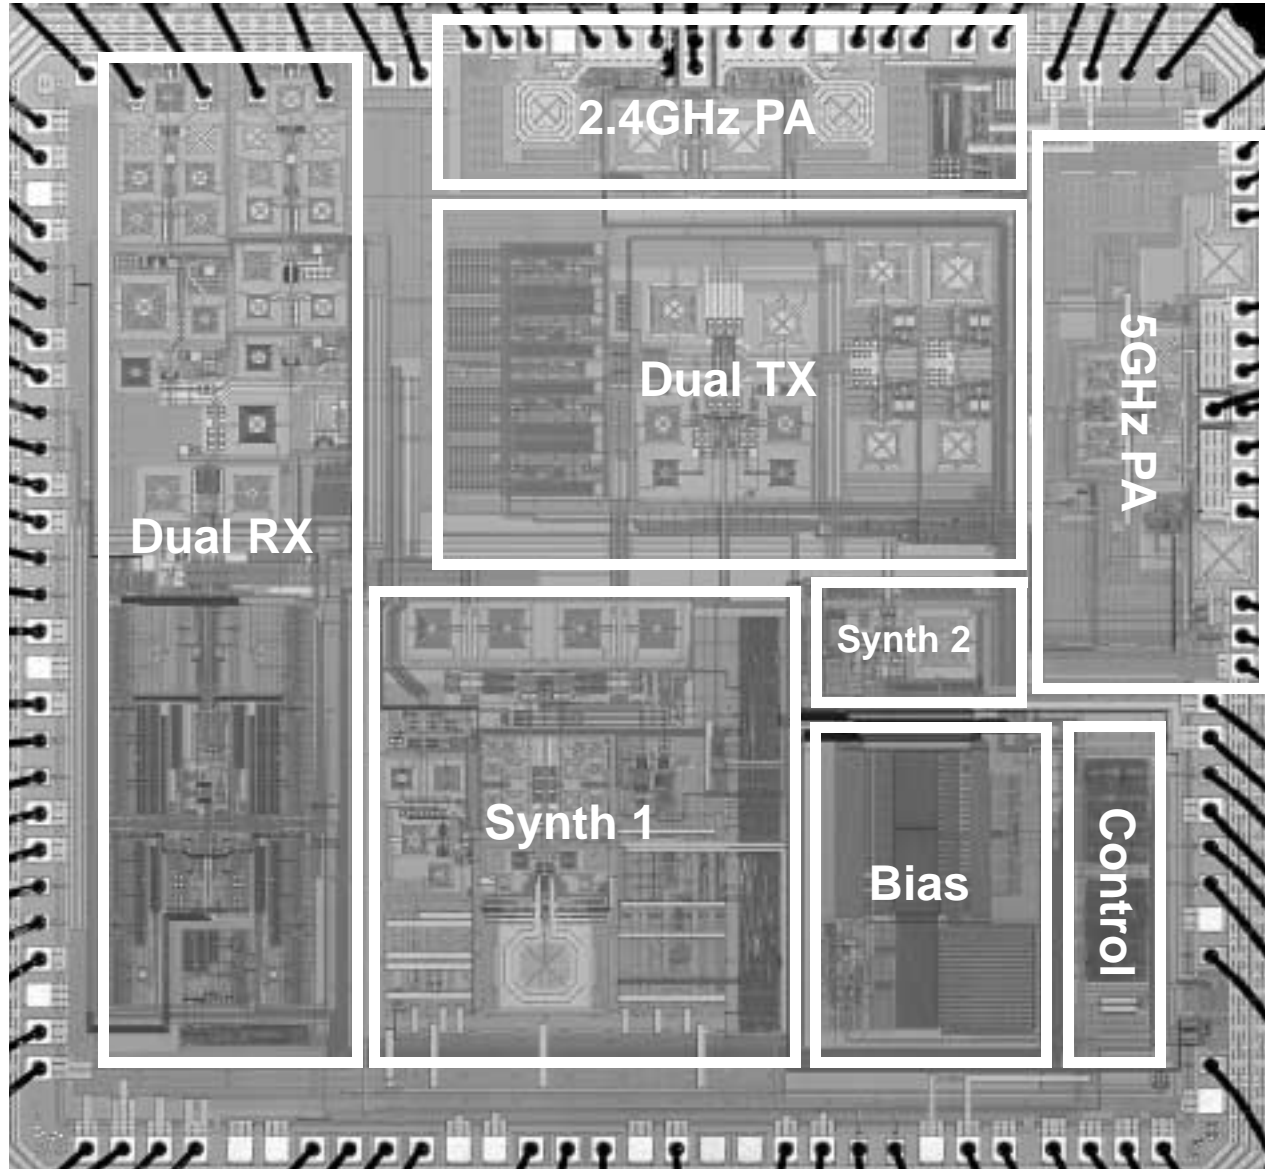 2.4GHz PA
Dual TX
5GHz PA
Dual RX
Synth 2
Synth 1
Bias
Control